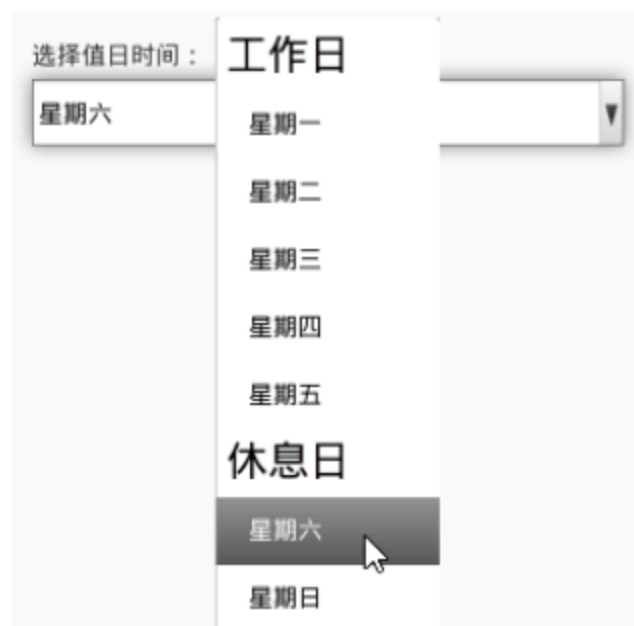 选择值日时间：
星期六
▼
工作日
星期一
星期二
星期三
星期四
星期五
休息日
星期六
星期日